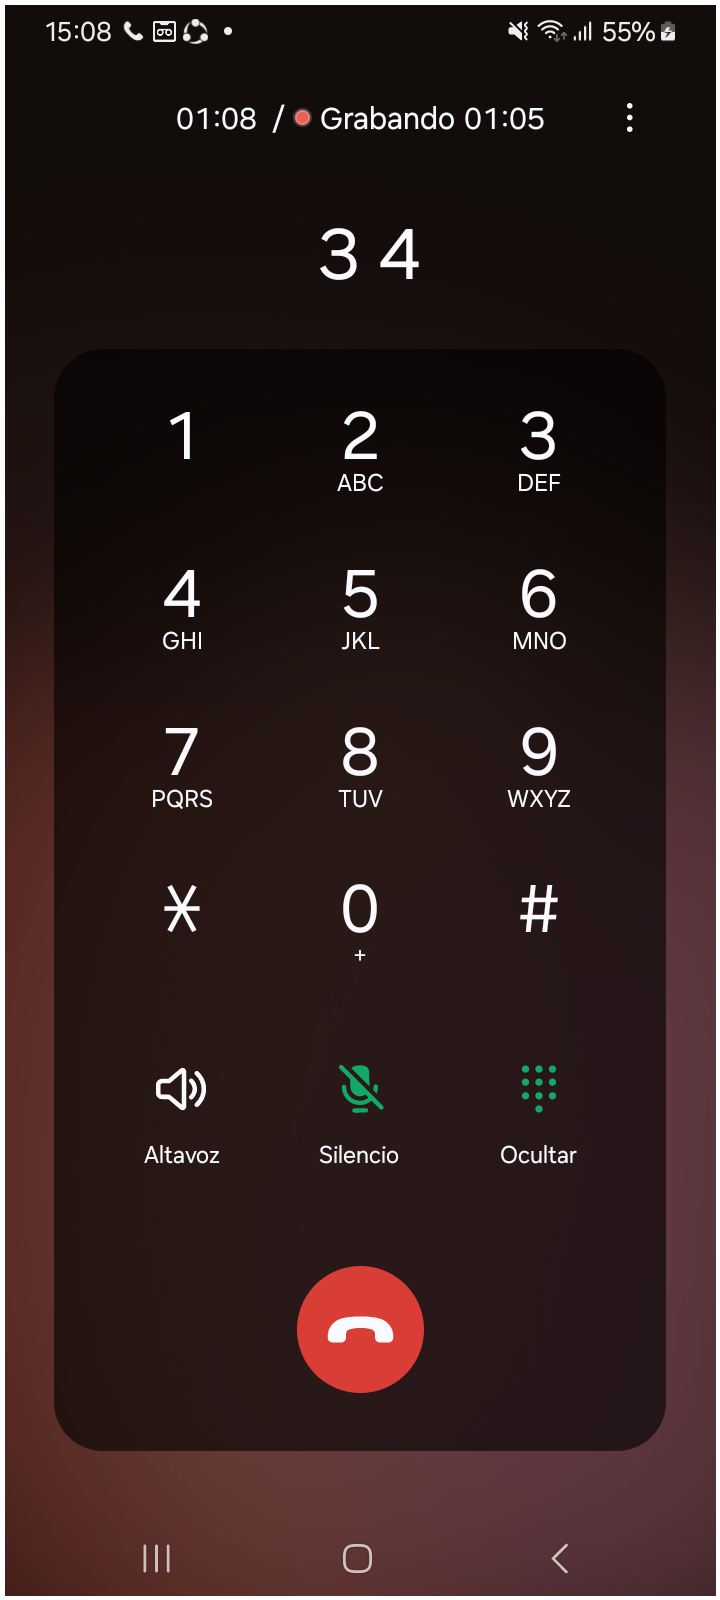 15:08 55%
01:08 / Grabando 01:05
3 4
1 2 3
ABC DEF
4 5 6
GHI JKL MNO
7 8 9
PQRS TUV WXYZ
* 0 #
+
Altavoz Silencio Ocultar